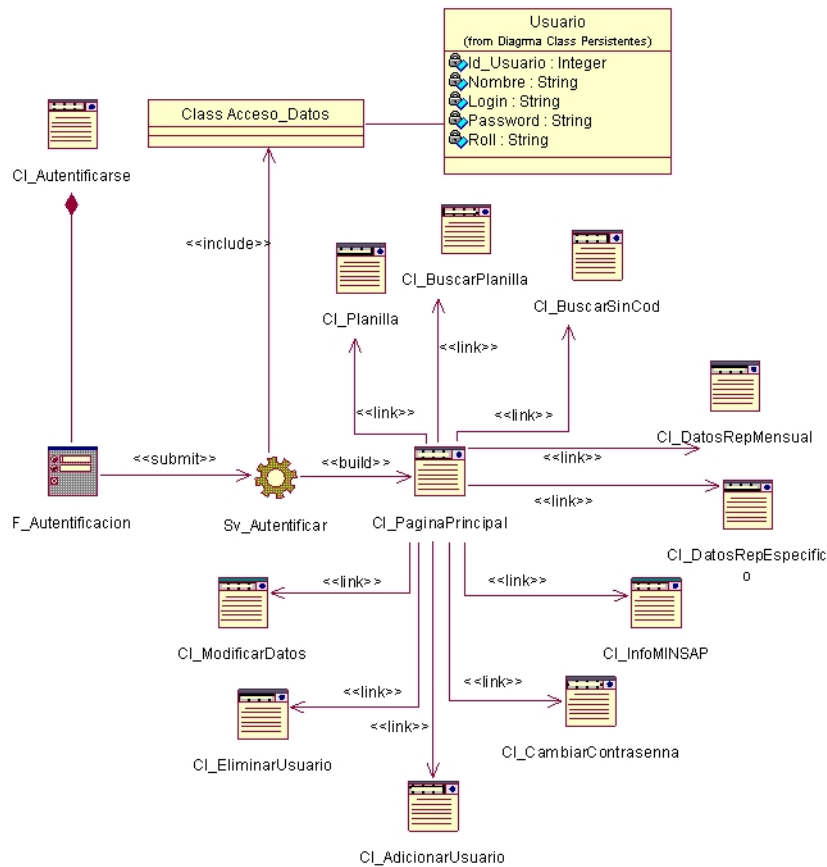 Usuario
(from Diagrma Class Persistentes)
Id_Usuario : Integer
Nombre : String
Login : String
Password : String
Roll : String
Class Acceso_Datos
Cl_Autentificarse
<<include>>
Cl_BuscarPlanilla
Cl_BuscarSinCod
Cl_Planilla
<<link>>
<<link>>
<<link>>
Cl_DatosRepMensual
<<link>>
<<submit>>
<<build>>
<<link>>
F_Autentificacion
Sv_Autentificar
Cl_PaginaPrincipal
Cl_DatosRepEspecific
o
<<link>>
<<link>>
Cl_ModificarDatos
Cl_InfoMINSAP
<<link>>
<<link>>
<<link>>
Cl_CambiarContrasenna
Cl_EliminarUsuario
Cl_AdicionarUsuario